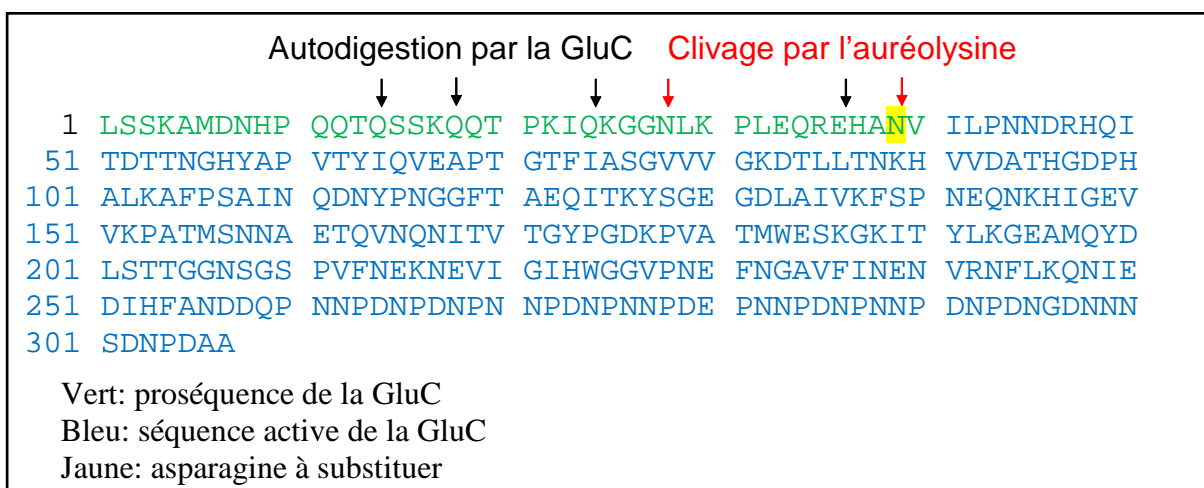 Autodigestion par la GluC Clivage par l'auréolysine
1 LSSKAMDNHP QQTQSSKQQT PKIQKGGNLK PLEQREHANV ILPNNDRHQI
51 TDTTNGHYAP VTYIQVEAPT GTFIASGVVV GKDTLLTNKH VVDATHGDPH
101 ALKAFPSAIN QDNYPNGGFT AEQITKYSGE GDLAIVKFSP NEQNKHIGEV
151 VKPATMSNNA ETQVNQNITV TGYPGDKPVA TMWESKGKIT YLKGEAMQYD
201 LSTTGGNSGS PVFNEKNEVI GIHWGGVPNE FNGAVFINEN VRNFLKQNIE
251 DIHFANDDQP NNPDNPDNPN NPDNPNNPDE PNNPDNPNNP DNPDNGDNNN
301 SDNPDAA
Vert: proséquence de la GluC
Bleu: séquence active de la GluC
Jaune: asparagine à substituer